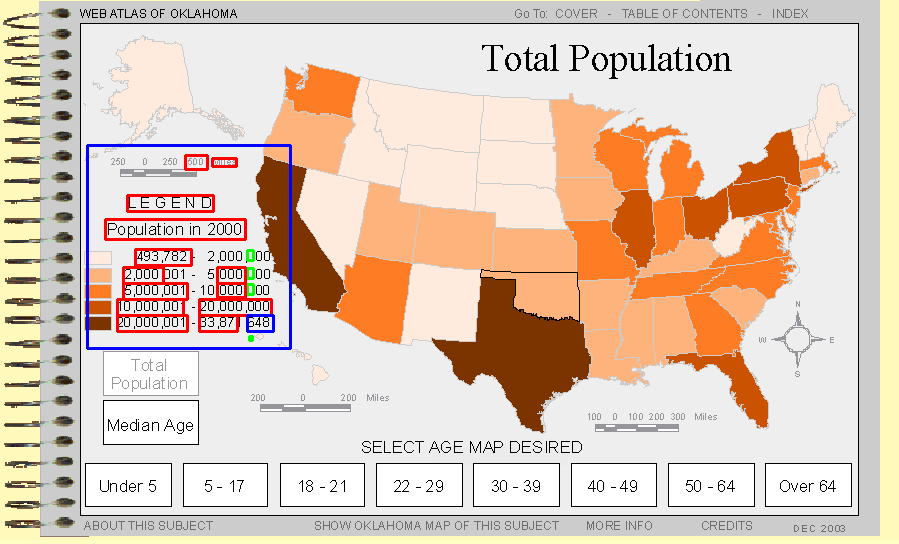 WEB ATLAS OF OKLAHOMA
Go To: COVER - TABLE OF CONTENTS - INDEX
Total Population
250 0 250 500 Miles
LEGEND
Population in 2000
493,782 - 2,000,000
2,000,001 - 5,000,000
5,000,001 - 10,000,000
10,000,001 - 20,000,000
20,000,001 - 33,87 648
N
W E
S
Total
Population
Median Age
200 0 200 Miles
100 0 100 200 300 Miles
SELECT AGE MAP DESIRED
Under 5 5 - 17 18 - 21 22 - 29 30 - 39 40 - 49 50 - 64 Over 64
ABOUT THIS SUBJECT SHOW OKLAHOMA MAP OF THIS SUBJECT MORE INFO CREDITS DEC 2003